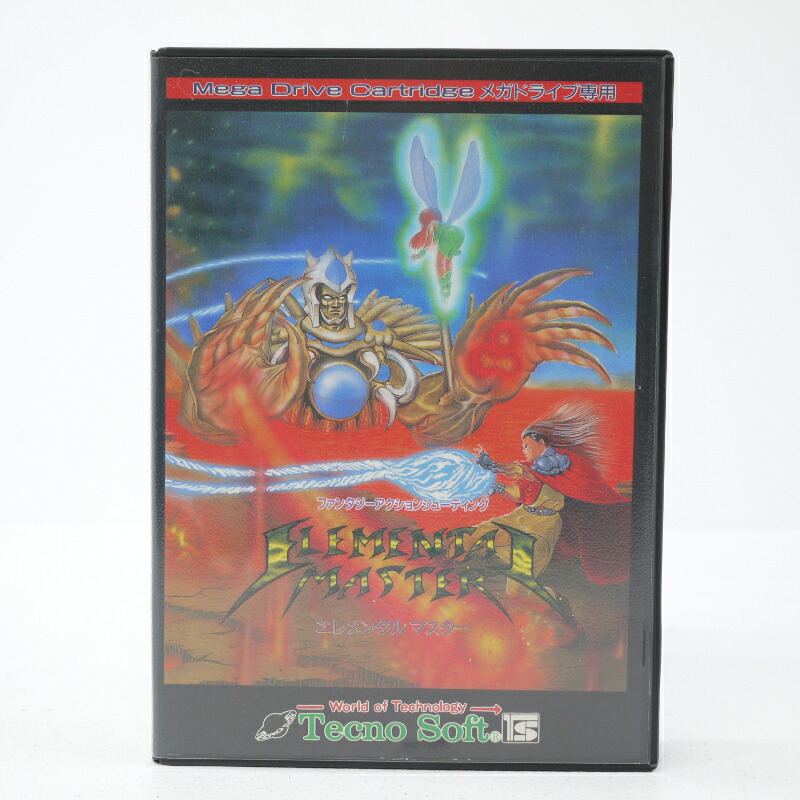 Mega Drive Cartridge メガドライブ専用
ファンタジーアクションシューティング
ELEMENTAL
MASTER
エレメンタル マスター
World of Technology
Tecno Soft® TS